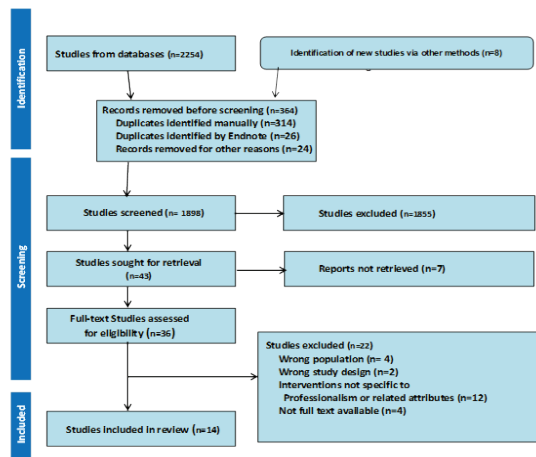 Identification
Studies from databases (n=2254)
Identification of new studies via other methods (n=8)
Records removed before screening (n=364)
Duplicates identified manually (n=314)
Duplicates identified by Endnote (n=26)
Records removed for other reasons (n=24)
Screening
Studies screened (n= 1898)
Studies excluded (n=1855)
Studies sought for retrieval
(n=43)
Reports not retrieved (n=7)
Full-text Studies assessed
for eligibility (n=36)
Studies excluded (n=22)
Wrong population (n= 4)
Wrong study design (n=2)
Interventions not specific to
Professionalism or related attributes (n=12)
Not full text available (n=4)
Included
Studies included in review (n=14)